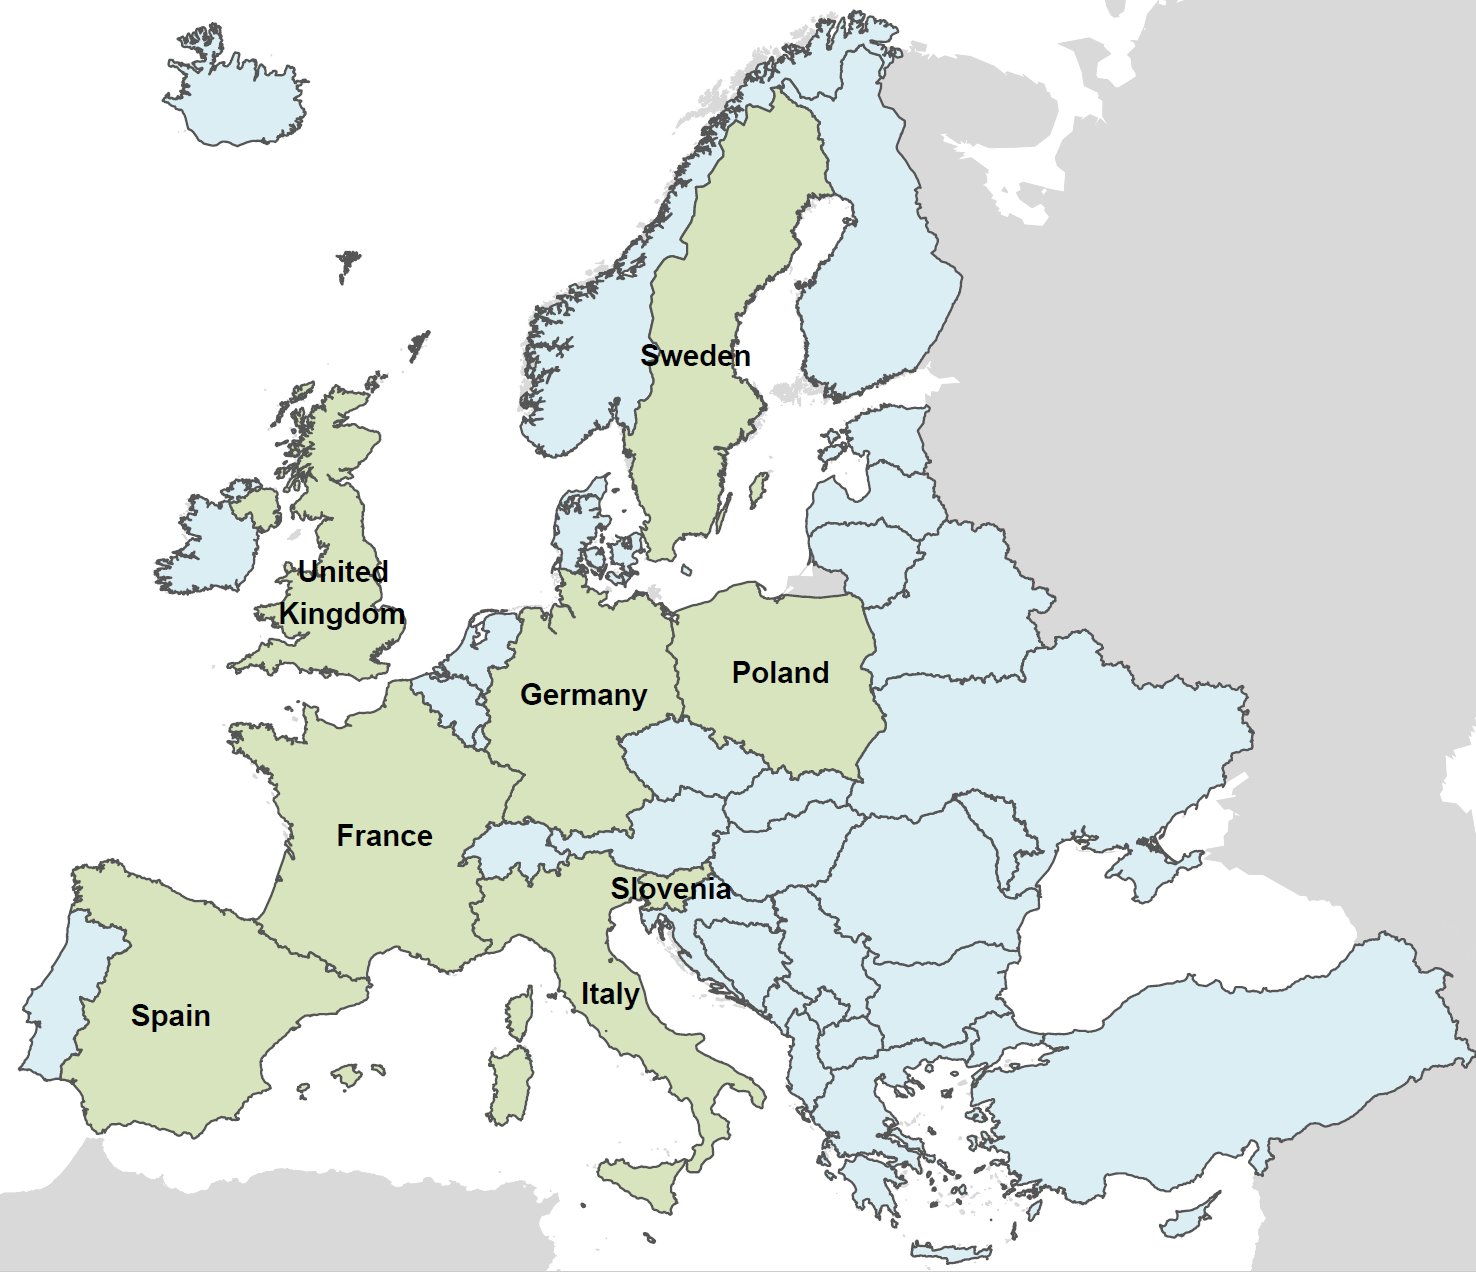 Sweden
United
Kingdom
Poland
Germany
France
Slovenia
Italy
Spain